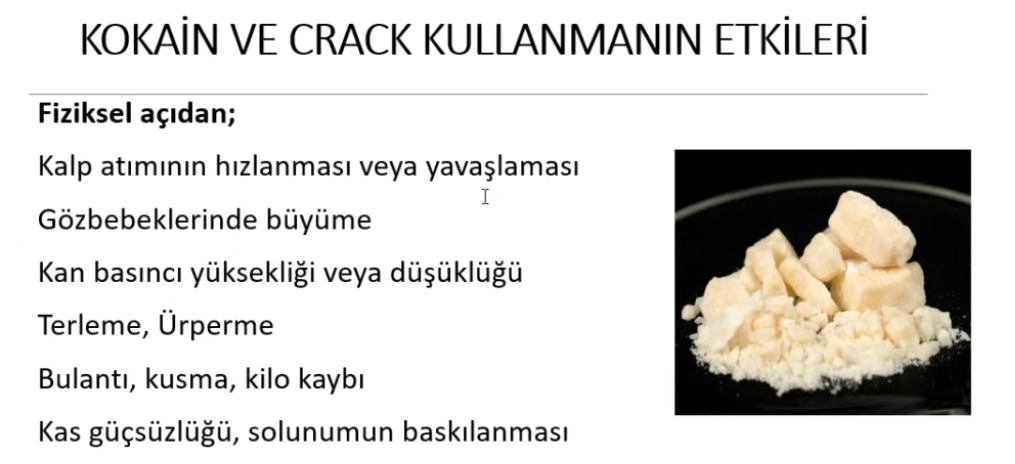 KOKAİN VE CRACK KULLANMANIN ETKİLERİ
Fiziksel açıdan;
Kalp atımının hızlanması veya yavaşlaması
Gözbebeklerinde büyüme
Kan basıncı yüksekliği veya düşüklüğü
Terleme, Ürperme
Bulantı, kusma, kilo kaybı
Kas güçsüzlüğü, solunumun baskılanması